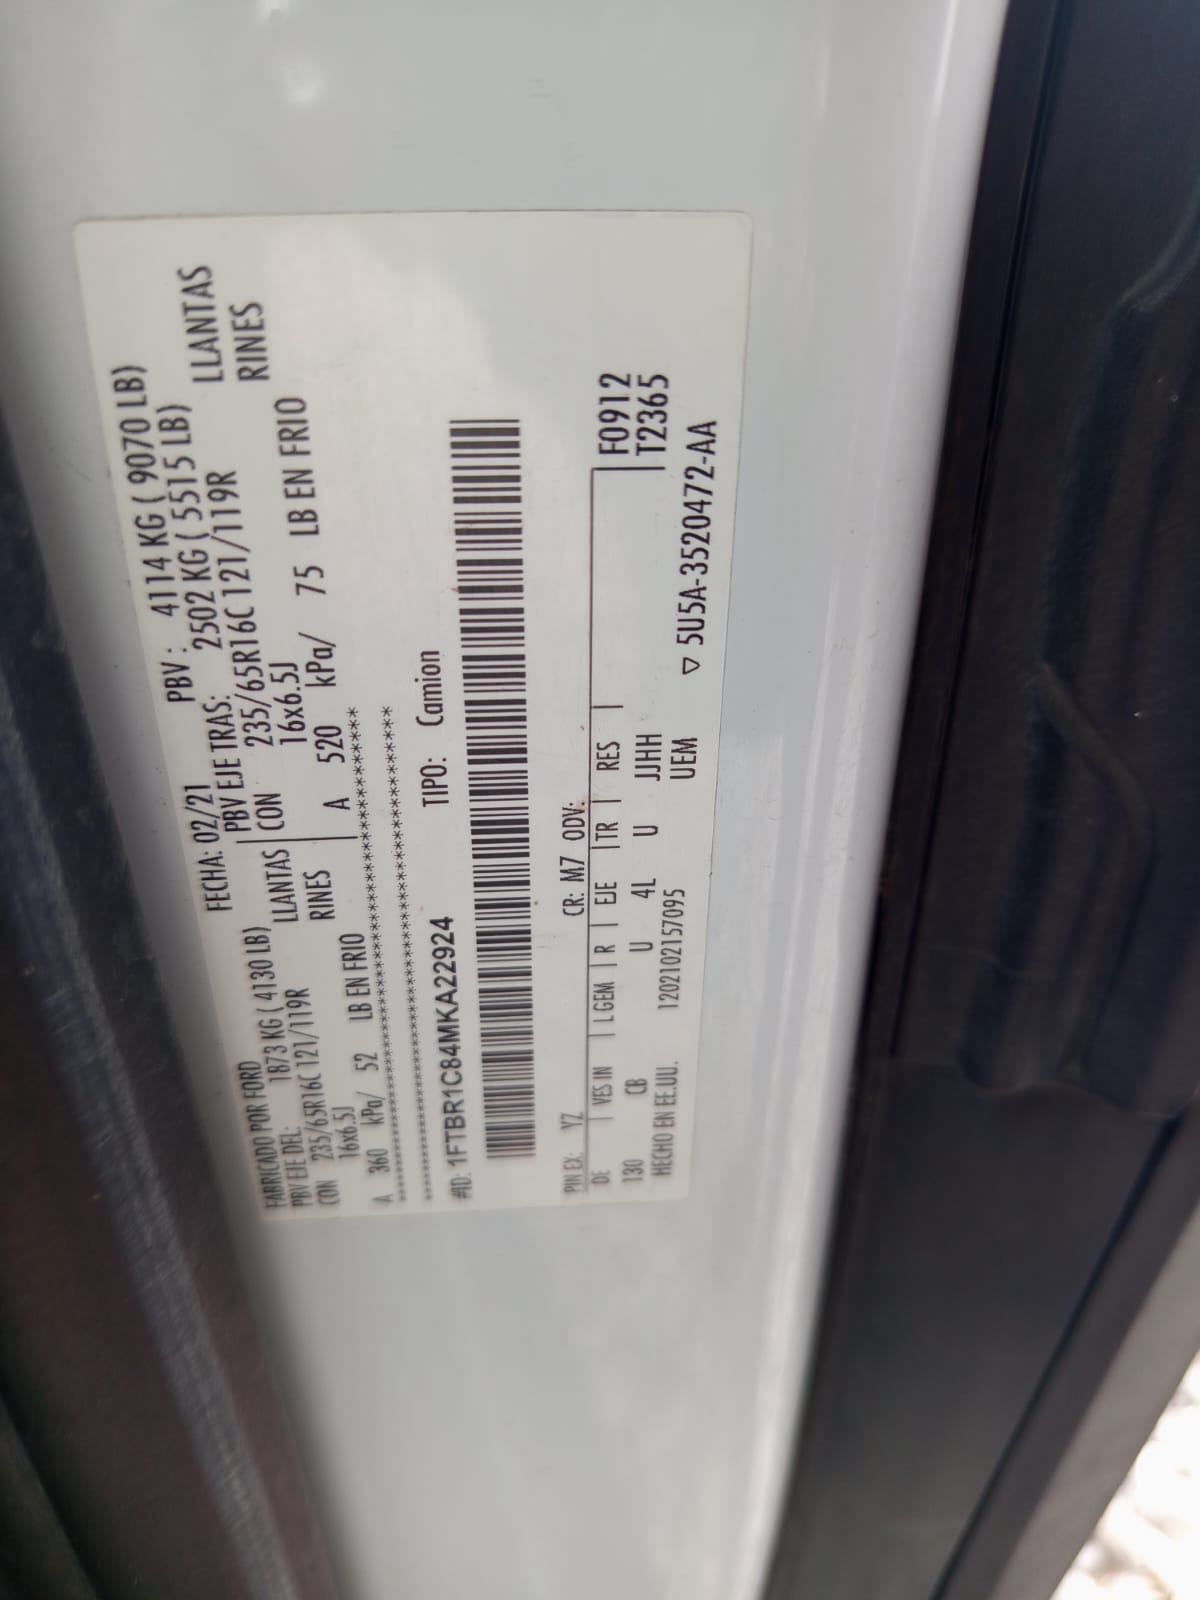 FABRICADO POR FORD FECHA: 02/21 PBV: 4114 KG ( 9070 LB)
PBV EJE DEL: 1873 KG ( 4130 LB) PBV EJE TRAS: 2502 KG ( 5515 LB)
CON 235/65R16C 121/119R LLANTAS CON 235/65R16C 121/119R LLANTAS
16x6.5J RINES 16x6.5J RINES
A 360 kPa/ 52 LB EN FRIO A 520 kPa/ 75 LB EN FRIO
#ID: 1FTBR1C84MKA22924 TIPO: Camion
PIN EX: YZ CR: M7 ODV:
DE | VES IN | LGEM | R | EJE | TR | RES | F0912
130 CB U 4L U JJHH T2365
HECHO EN EE.UU. 120210215709​5 UEM ▽ 5U5A-3520472-AA